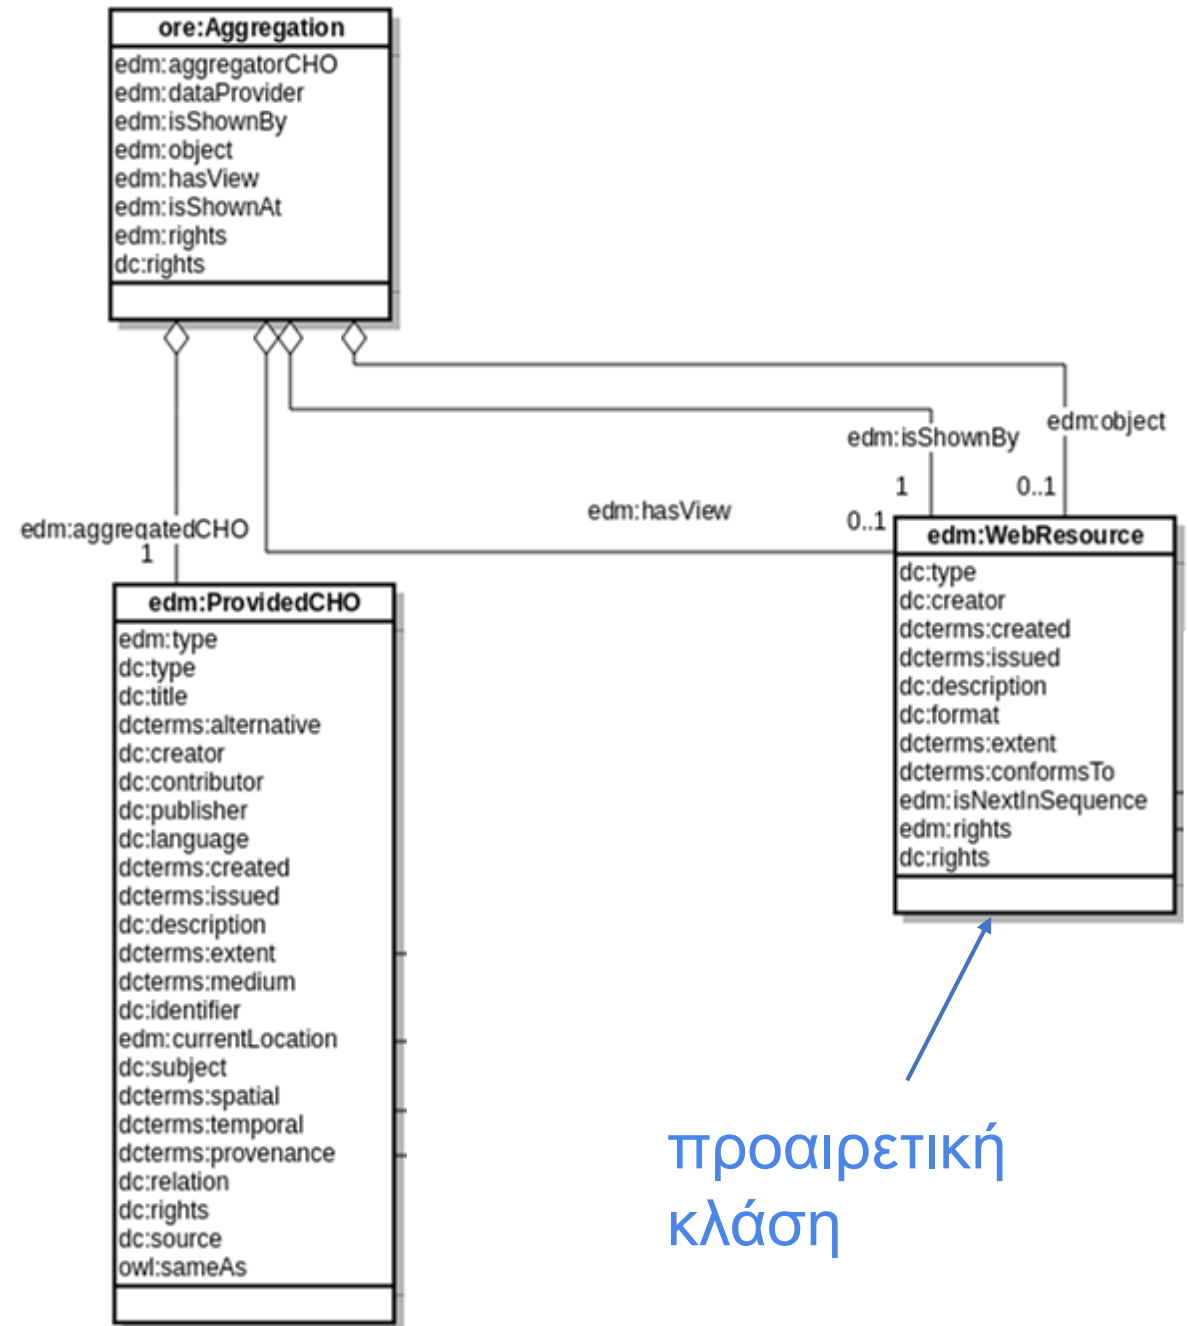 ore:Aggregation
edm:aggregatorCHO
edm:dataProvider
edm:isShownBy
edm:object
edm:hasView
edm:isShownAt
edm:rights
dc:rights
edm:object
edm:isShownBy
1
0..1
edm:hasView
0..1
edm:aggregatedCHO
1
edm:WebResource
dc:type
dc:creator
dcterms:created
dcterms:issued
dc:description
dc:format
dcterms:extent
dcterms:conformsTo
edm:isNextInSequence
edm:rights
dc:rights
edm:ProvidedCHO
edm:type
dc:type
dc:title
dcterms:alternative
dc:creator
dc:contributor
dc:publisher
dc:language
dcterms:created
dcterms:issued
dc:description
dcterms:extent
dcterms:medium
dc:identifier
edm:currentLocation
dc:subject
dcterms:spatial
dcterms:temporal
dcterms:provenance
dc:relation
dc:rights
dc:source
owl:sameAs
προαιρετική
κλάση